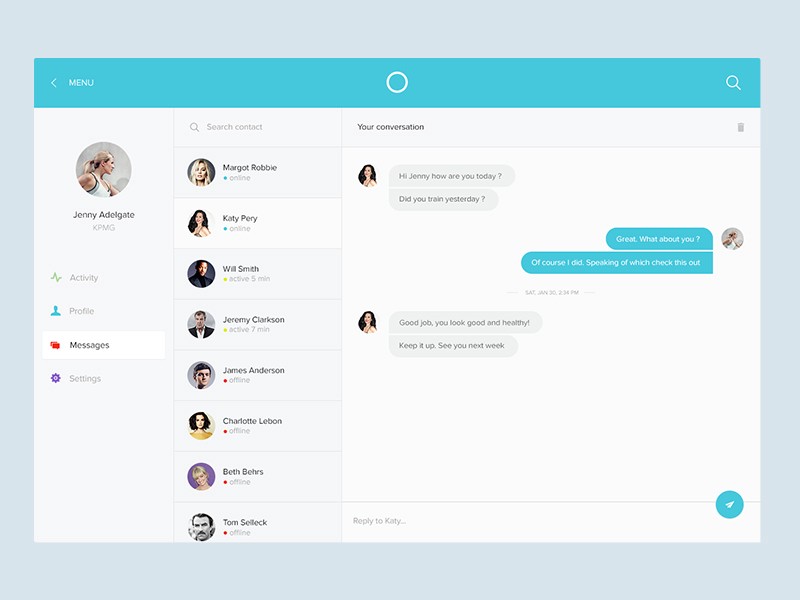 MENU
Jenny Adelgate
KPMG
Activity
Profile
Messages
Settings
Search contact
Margot Robbie
online
Katy Pery
online
Will Smith
active 5 min
Jeremy Clarkson
active 7 min
James Anderson
offline
Charlotte Lebon
offline
Beth Behrs
offline
Tom Selleck
offline
Your conversation
Hi Jenny how are you today ?
Did you train yesterday ?
Great. What about you ?
Of course I did. Speaking of which check this out
SAT, JAN 30, 2:34 PM
Good job, you look good and healthy!
Keep it up. See you next week
Reply to Katy...